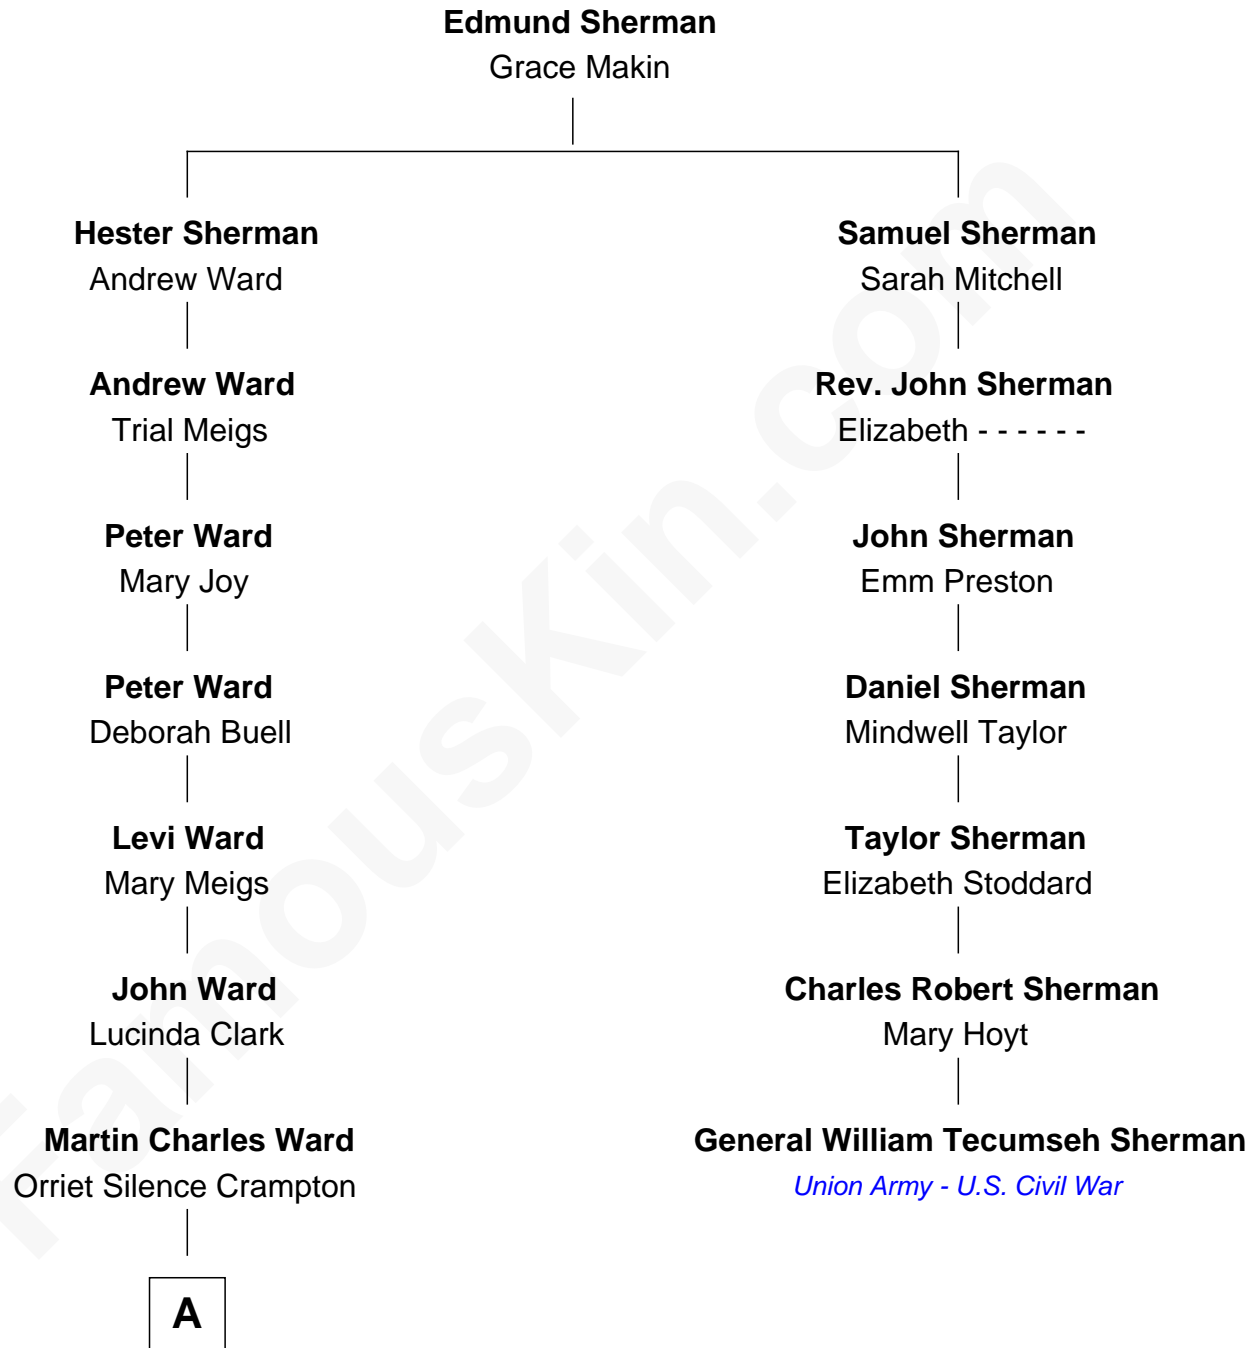 Edmund Sherman
Grace Makin
Hester Sherman
Andrew Ward
Samuel Sherman
Sarah Mitchell
Andrew Ward
Trial Meigs
Rev. John Sherman
Elizabeth - - - - - -
Peter Ward
Mary Joy
John Sherman
Emm Preston
Peter Ward
Deborah Buell
Daniel Sherman
Mindwell Taylor
Levi Ward
Mary Meigs
Taylor Sherman
Elizabeth Stoddard
John Ward
Lucinda Clark
Charles Robert Sherman
Mary Hoyt
Martin Charles Ward
Orriet Silence Crampton
General William Tecumseh Sherman
Union Army - U.S. Civil War
A
FamousKin.com